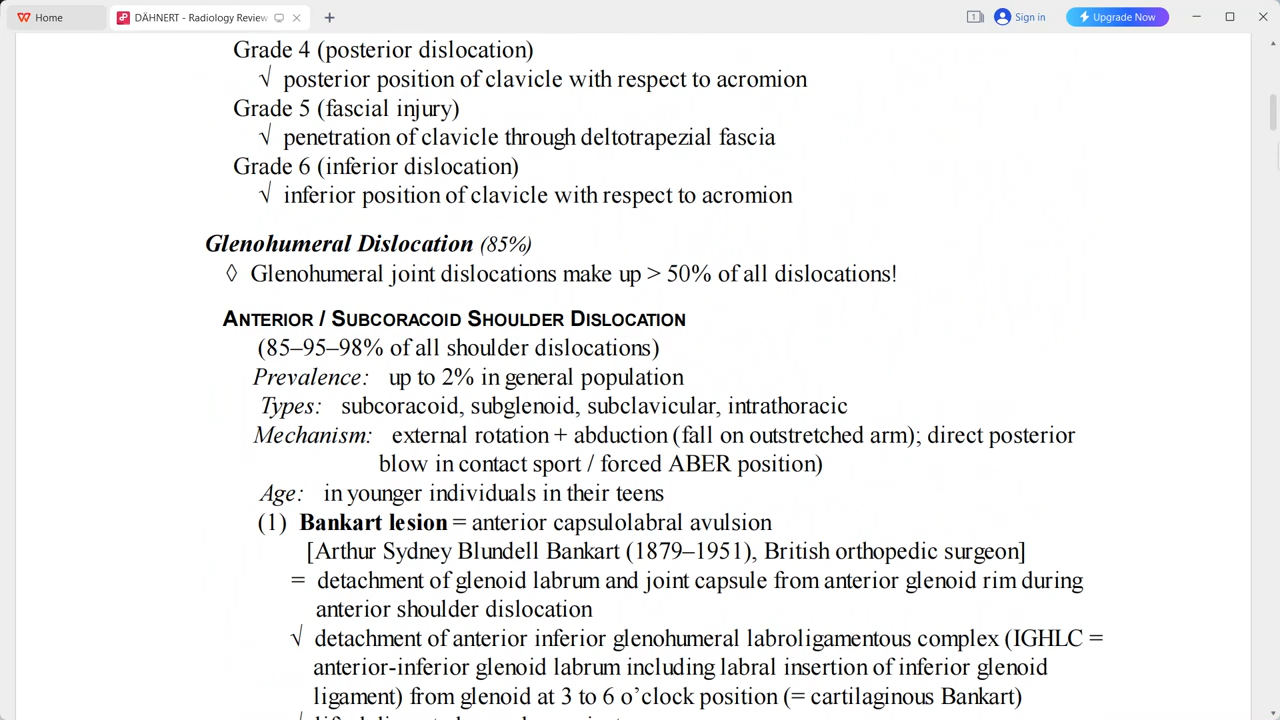 Home
DÄHNERT - Radiology Review
1
Sign in
Upgrade Now
Grade 4 (posterior dislocation)
√ posterior position of clavicle with respect to acromion
Grade 5 (fascial injury)
√ penetration of clavicle through deltotrapezial fascia
Grade 6 (inferior dislocation)
√ inferior position of clavicle with respect to acromion
Glenohumeral Dislocation (85%)
◊ Glenohumeral joint dislocations make up > 50% of all dislocations!
ANTERIOR / SUBCORACOID SHOULDER DISLOCATION
(85–95–98% of all shoulder dislocations)
Prevalence: up to 2% in general population
Types: subcoracoid, subglenoid, subclavicular, intrathoracic
Mechanism: external rotation + abduction (fall on outstretched arm); direct posterior
blow in contact sport / forced ABER position)
Age: in younger individuals in their teens
(1) Bankart lesion = anterior capsulolabral avulsion
[Arthur Sydney Blundell Bankart (1879–1951), British orthopedic surgeon]
= detachment of glenoid labrum and joint capsule from anterior glenoid rim during
anterior shoulder dislocation
√ detachment of anterior inferior glenohumeral labroligamentous complex (IGHLC =
anterior-inferior glenoid labrum including labral insertion of inferior glenoid
ligament) from glenoid at 3 to 6 o’clock position (= cartilaginous Bankart)